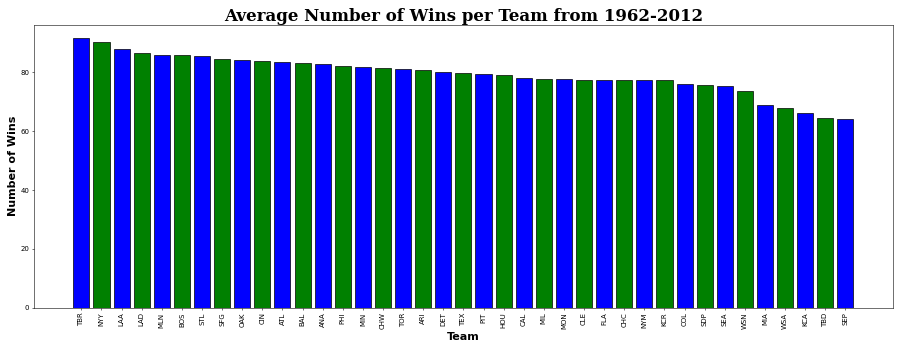 Average Number of Wins per Team from 1962-2012
Number of Wins
80
60
40
20
0
TBR NYY LAA LAD MLN BOS STL SFG OAK CIN ATL BAL ANA PHI MIN CHW TOR ARI DET TEX PIT HOU CAL MIL MON CLE FLA CHC NYM KCR COL SDP SEA WSN MIA WSA KCA TBD SEP
Team